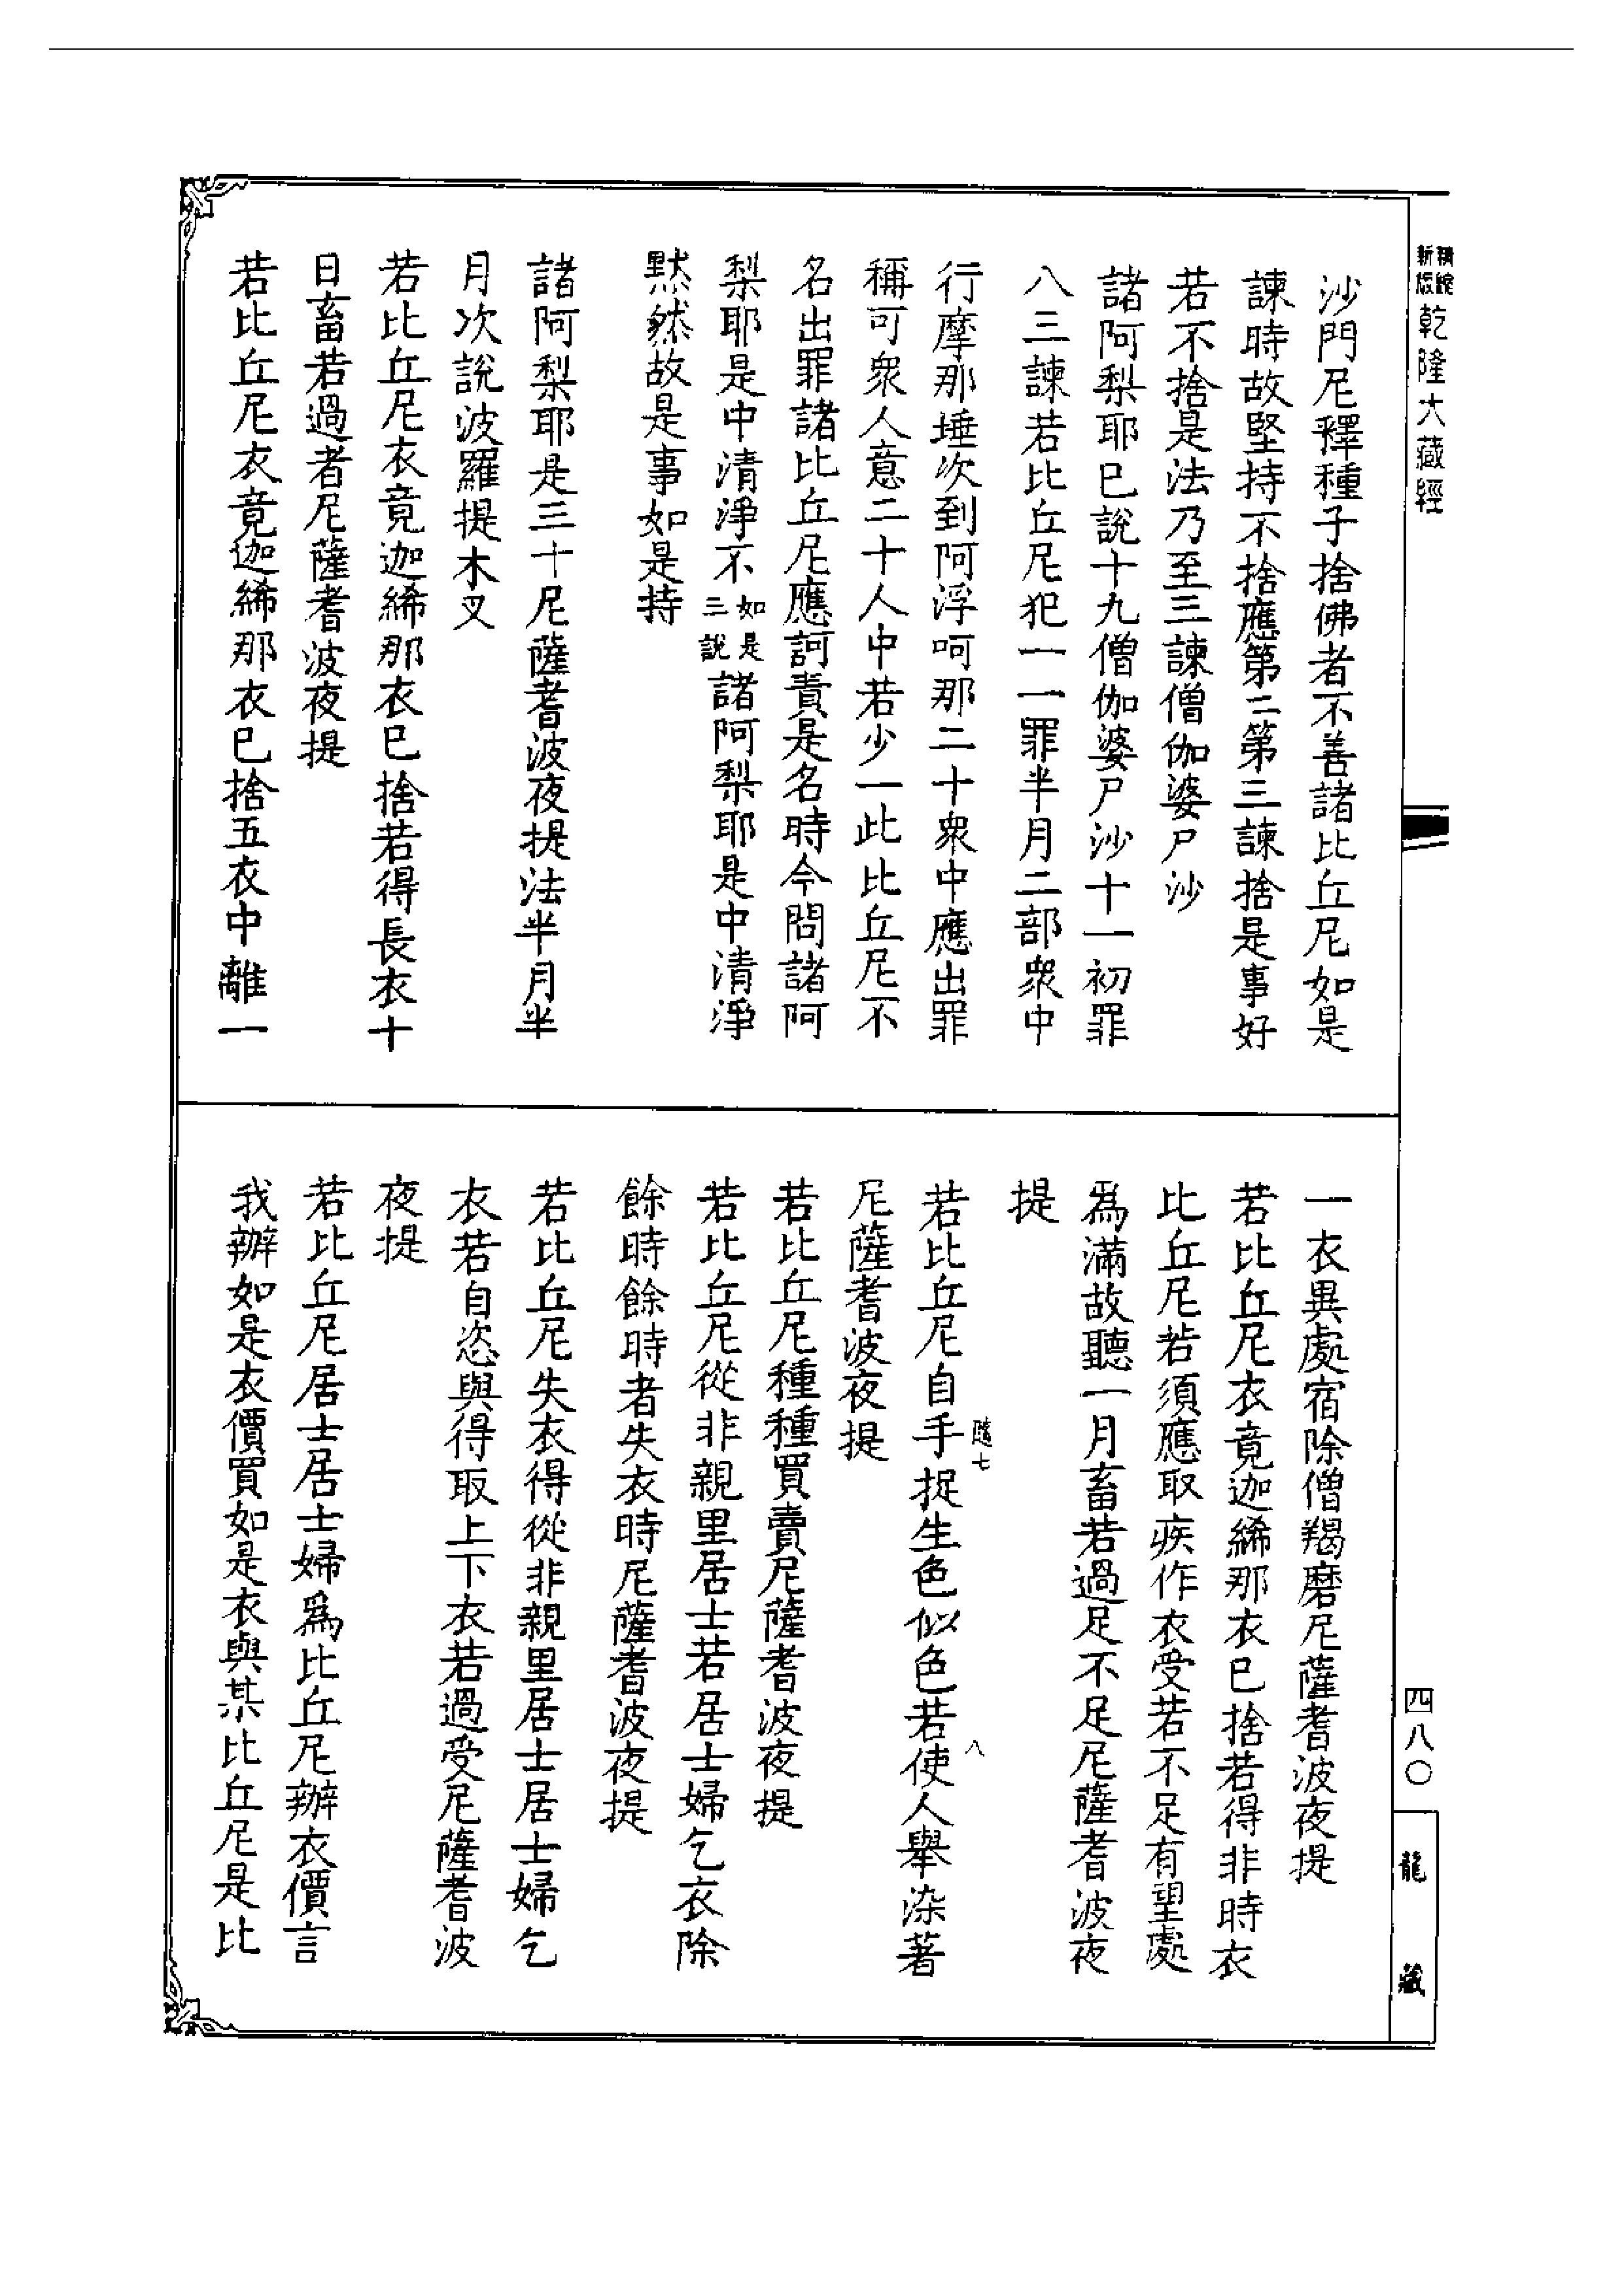 精鏡新版乾隆大藏經
沙門尼釋種子捨佛者不善諸比丘尼如是
諫時故堅持不捨應第二第三諫捨是事好
若不捨是法乃至三諫僧伽婆尸沙
諸阿梨耶已說十九僧伽婆尸沙十一初罪
八三諫若比丘尼犯一一罪半月二部衆中
行摩那埵次到阿浮呵那二十衆中應出罪
稱可衆人意二十人中若少一此比丘尼不
名出罪諸比丘尼應訶責是名時今問諸阿
梨耶是中清淨不如是三說諸阿梨耶是中清淨
默然故是事如是持
諸阿梨耶是三十尼薩耆波夜提法半月半
月次說波羅提木叉
若比丘尼衣竟迦絺那衣已捨若得長衣十
日畜若過者尼薩耆波夜提
若比丘尼衣竟迦絺那衣已捨五衣中離一
一衣異處宿除僧羯磨尼薩耆波夜提
若比丘尼衣竟迦絺那衣已捨若得非時衣
比丘尼若須應取疾作衣受若不足有望處
爲滿故聽一月畜若過足不足尼薩耆波夜
提
若比丘尼自手捉生色似色若使人舉染著
隨七
八
尼薩耆波夜提
若比丘尼種種買賣尼薩耆波夜提
若比丘尼從非親里居士若居士婦乞衣除
餘時餘時者失衣時尼薩耆波夜提
若比丘尼失衣得從非親里居士居士婦乞
衣若自恣與得取上下衣若過受尼薩耆波
夜提
若比丘尼居士居士婦爲比丘尼辦衣價言
我辦如是衣價買如是衣與某比丘尼是比
四八〇
龍藏